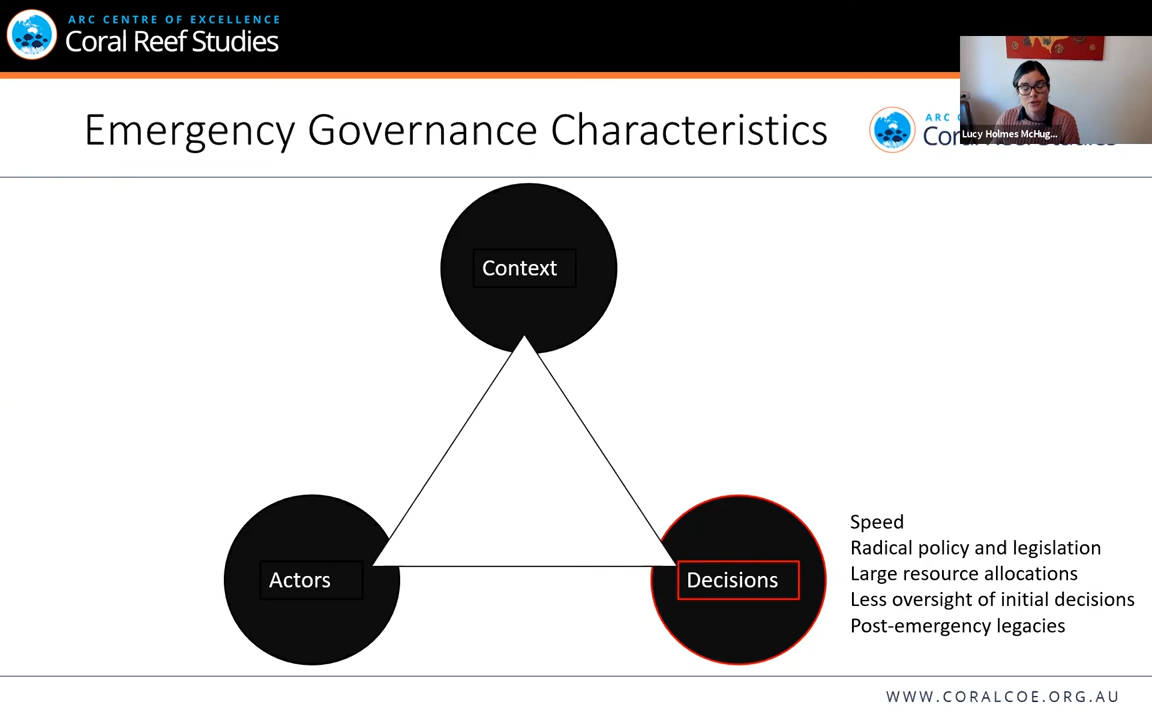 ARC CENTRE OF EXCELLENCE
Coral Reef Studies
Emergency Governance Characteristics
ARC
Lucy Holmes McHug...
Context
Actors
Decisions
Speed
Radical policy and legislation
Large resource allocations
Less oversight of initial decisions
Post-emergency legacies
WWW.CORALCOE.ORG.AU